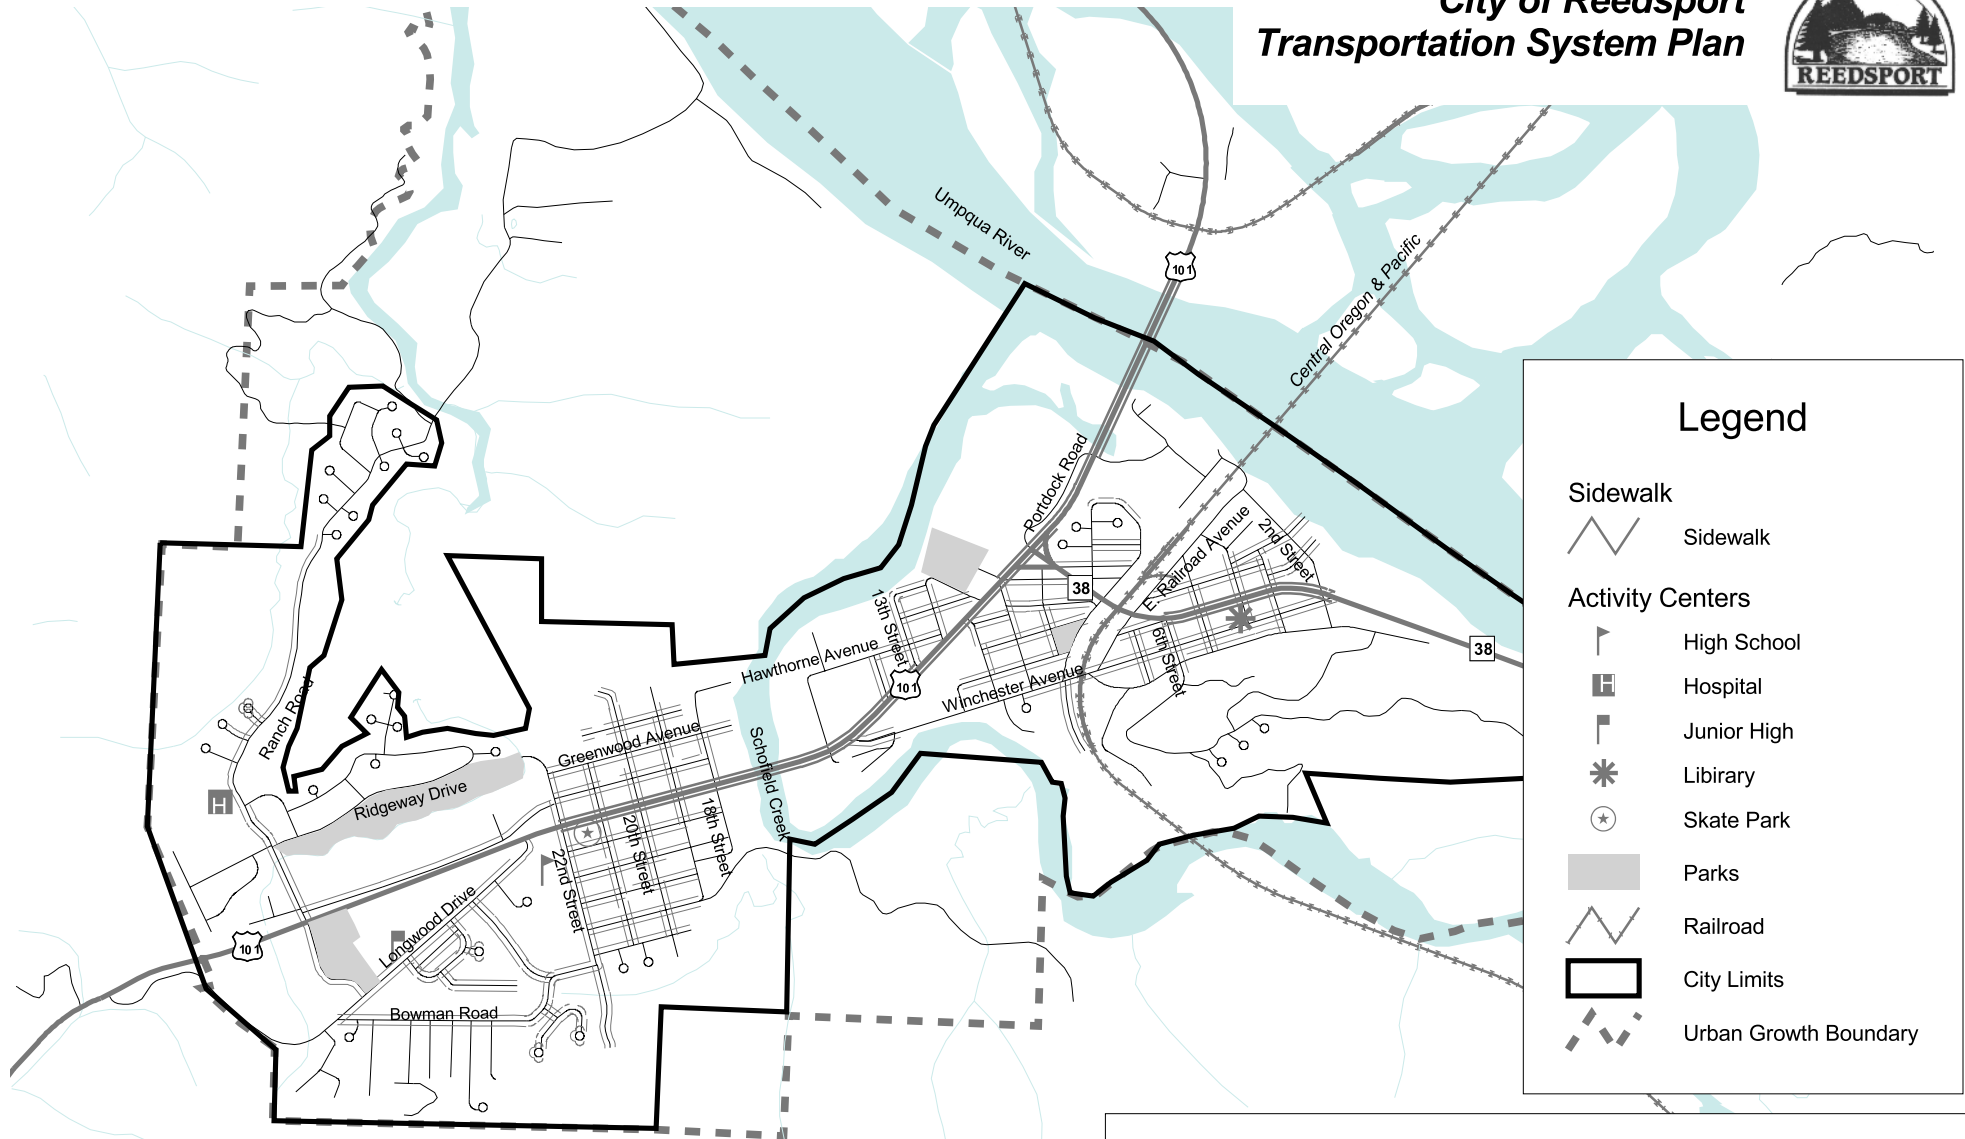 City of Reedsport
Transportation System Plan
REEDSPORT
Umpqua River
101
Central Oregon & Pacific
Legend
Sidewalk
Sidewalk
Activity Centers
High School
Hospital
Junior High
Libirary
Skate Park
Parks
Railroad
City Limits
Urban Growth Boundary
Portdock Road
2nd Street
E. Railroad Avenue
38
13th Street
6th Street
38
Hawthorne Avenue
101
Winchester Avenue
Ranch Road
Greenwood Avenue
Schofield Creek
Ridgeway Drive
H
18th Street
20th Street
22nd Street
Longwood Drive
101
Bowman Road